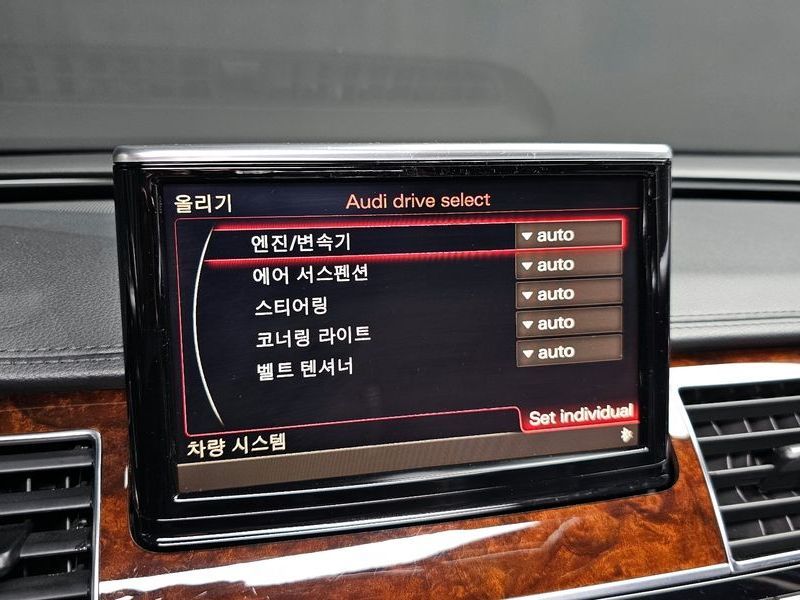 올리기 Audi drive select
엔진/변속기 auto
에어 서스펜션 auto
스티어링 auto
코너링 라이트 auto
벨트 텐셔너 auto
Set individual
차량 시스템